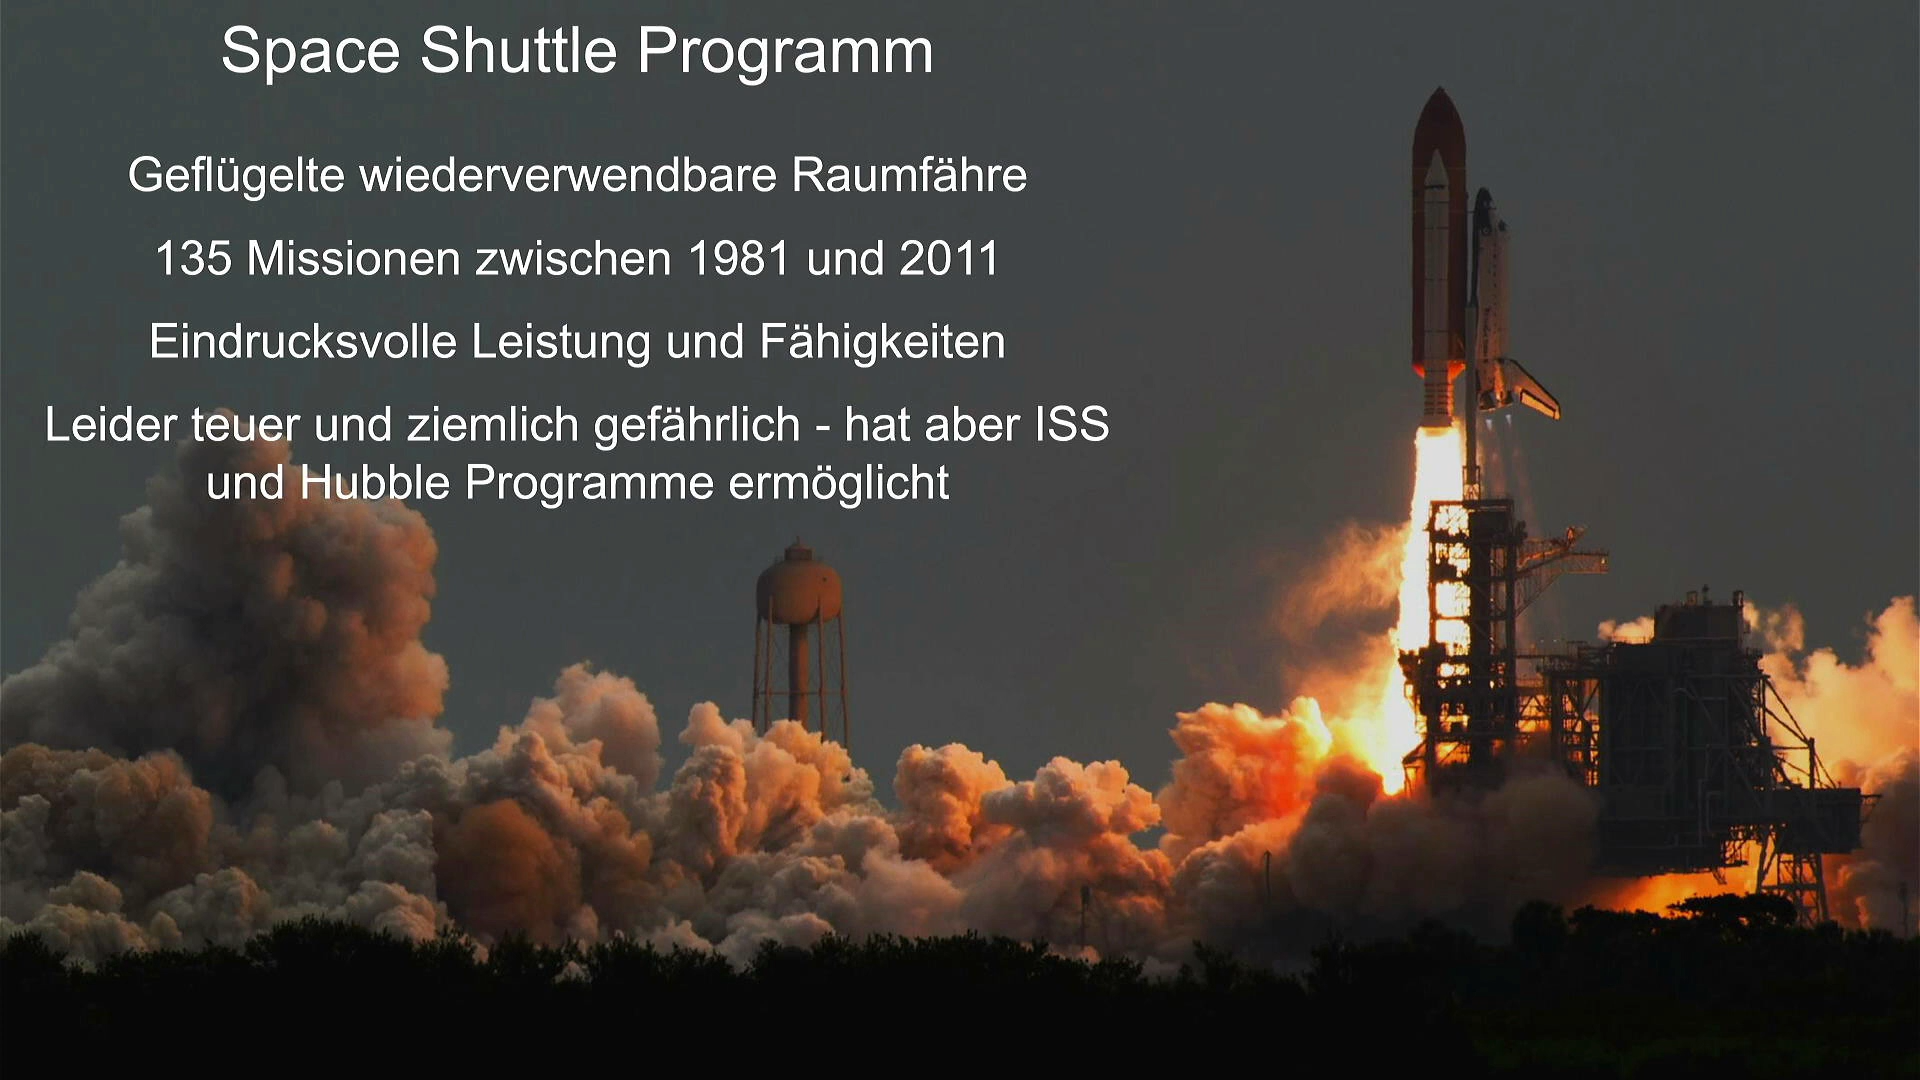 Space Shuttle Programm
Geflügelte wiederverwendbare Raumfähre
135 Missionen zwischen 1981 und 2011
Eindrucksvolle Leistung und Fähigkeiten
Leider teuer und ziemlich gefährlich - hat aber ISS
und Hubble Programme ermöglicht